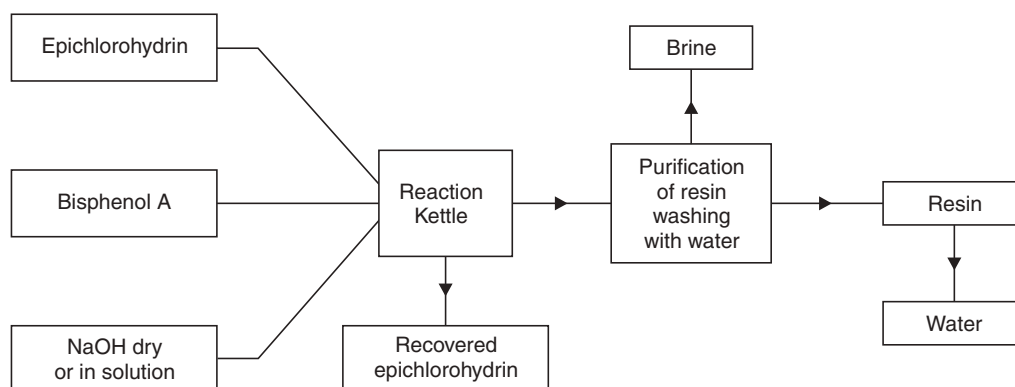 Epichlorohydrin
Brine
Bisphenol A
Reaction
Kettle
Purification
of resin
washing
with water
Resin
NaOH dry
or in solution
Recovered
epichlorohydrin
Water